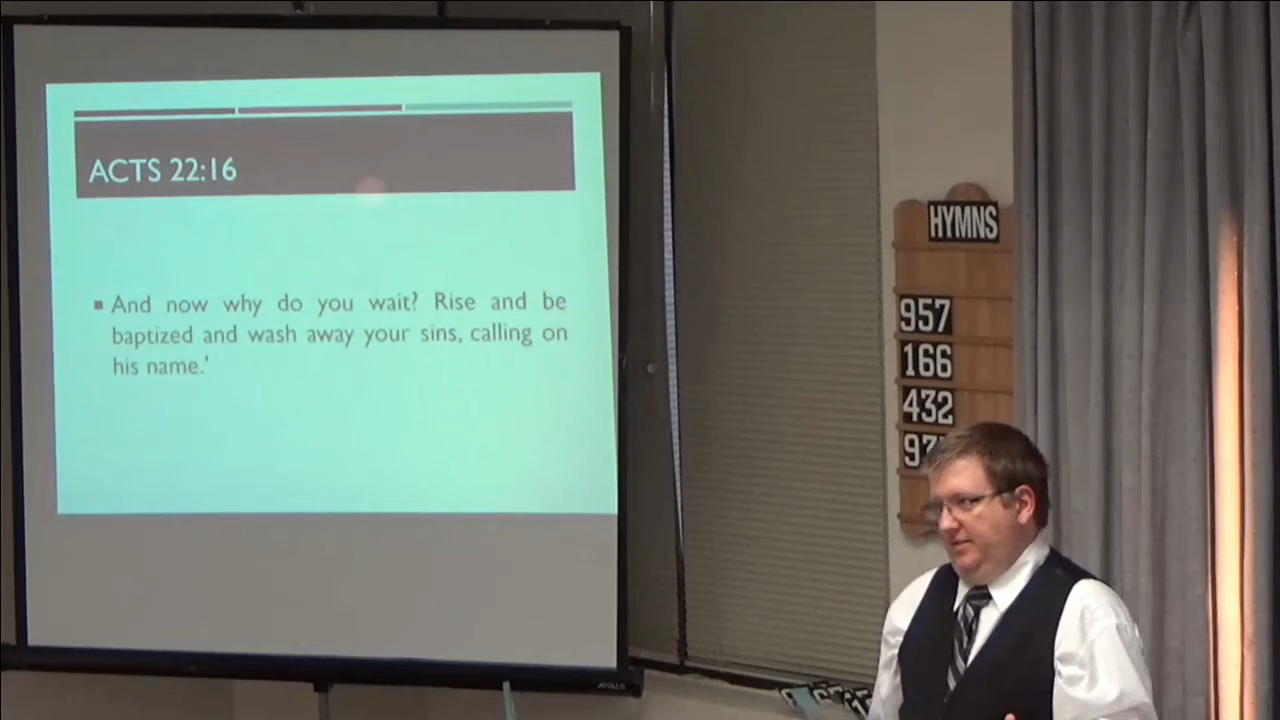 ACTS 22:16
And now why do you wait? Rise and be
baptized and wash away your sins, calling on
his name.'
HYMNS
957
166
432
APOLLO